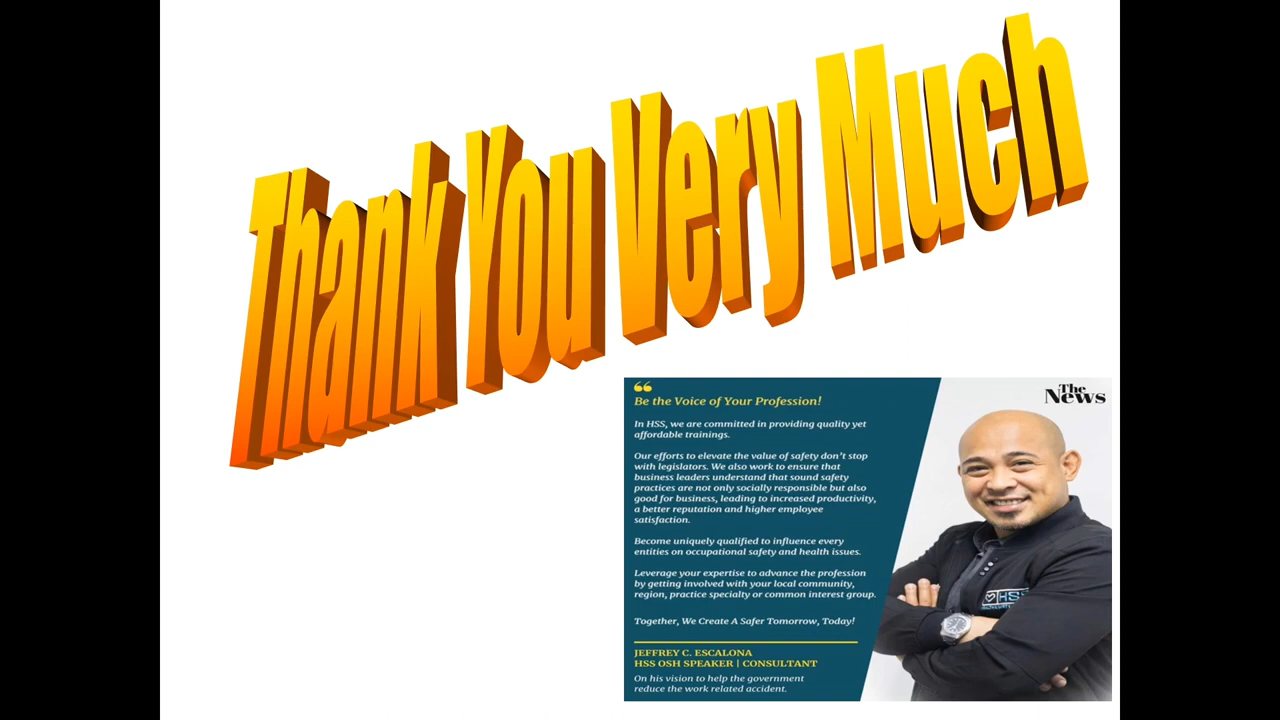 Thank You Very Much
The
News
Be the Voice of Your Profession!
In HSS, we are committed in providing quality yet
affordable trainings.
Our efforts to elevate the value of safety don't stop
with legislators. We also work to ensure that
business leaders understand that sound safety
practices are not only socially responsible but also
good for business, leading to increased productivity,
a better reputation and higher employee
satisfaction.
Become uniquely qualified to influence every
entities on occupational safety and health issues.
Leverage your expertise to advance the profession
by getting involved with your local community,
region, practice specialty or common interest group.
Together, We Create A Safer Tomorrow, Today!
JEFFREY C. ESCALONA
HSS OSH SPEAKER | CONSULTANT
On his vision to help the government
reduce the work related accident.
HSS